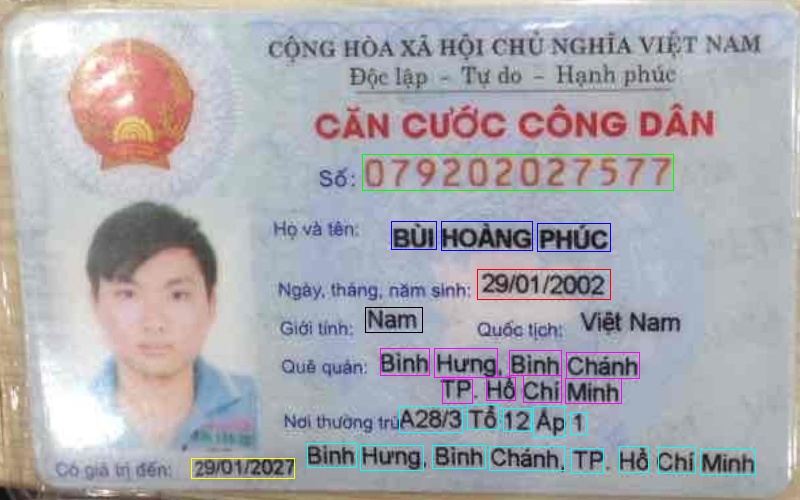 CỘNG HÒA XÃ HỘI CHỦ NGHĨA VIỆT NAM
Độc lập - Tự do - Hạnh phúc
CĂN CƯỚC CÔNG DÂN
Số: 079202027577
Họ và tên: BÙI HOÀNG PHÚC
Ngày, tháng, năm sinh: 29/01/2002
Giới tính: Nam Quốc tịch: Việt Nam
Quê quán: Bình Hưng, Bình Chánh
TP. Hồ Chí Minh
Nơi thường trú: A28/3 Tổ 12 Ấp 1
Bình Hưng, Bình Chánh, TP. Hồ Chí Minh
Có giá trị đến: 29/01/2027